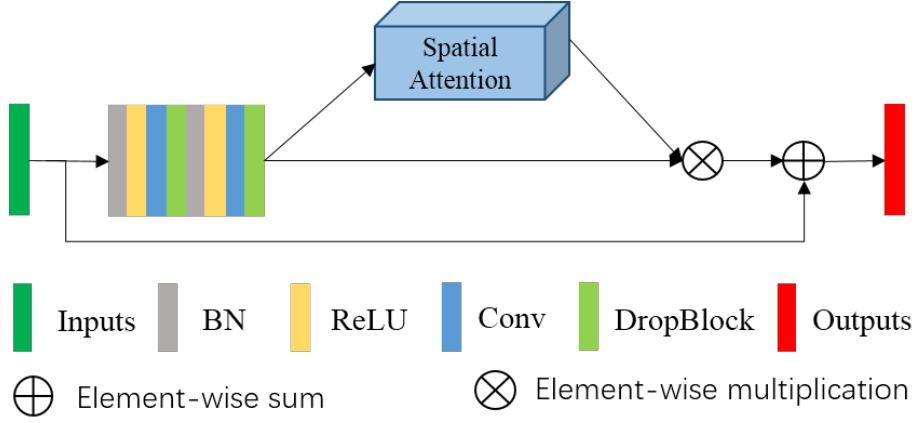 Spatial
Attention
Inputs BN ReLU Conv DropBlock Outputs
Element-wise sum Element-wise multiplication